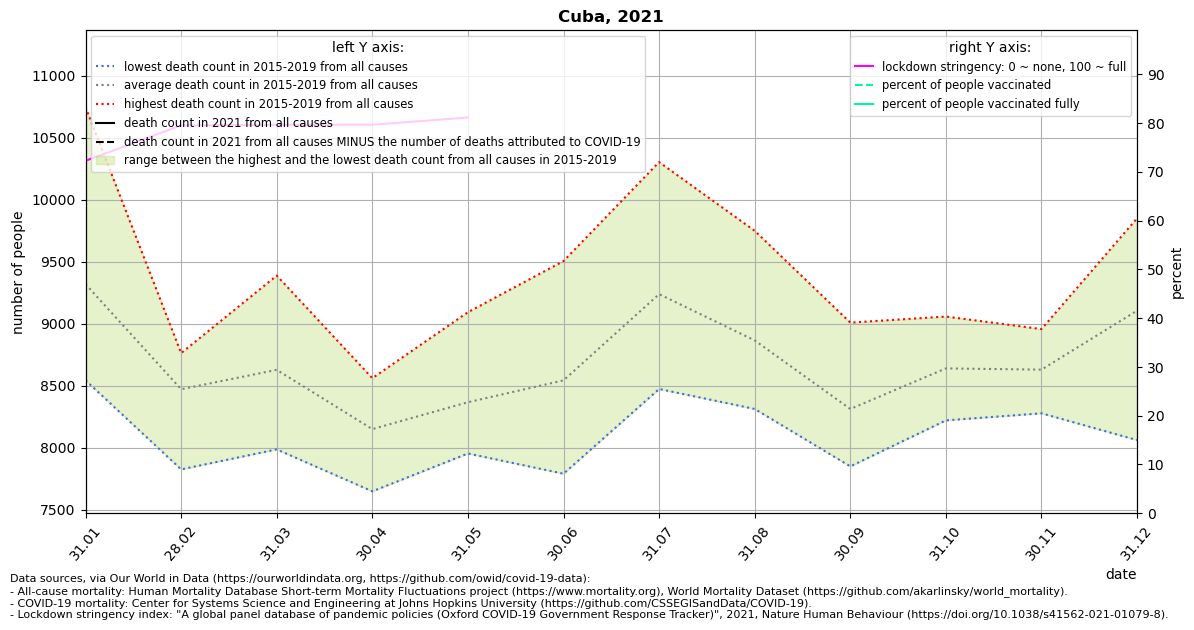 Cuba, 2021
left Y axis:
lowest death count in 2015-2019 from all causes
average death count in 2015-2019 from all causes
highest death count in 2015-2019 from all causes
death count in 2021 from all causes
death count in 2021 from all causes MINUS the number of deaths attributed to COVID-19
range between the highest and the lowest death count from all causes in 2015-2019
right Y axis:
lockdown stringency: 0 ~ none, 100 ~ full
percent of people vaccinated
percent of people vaccinated fully
number of people
11000
10500
10000
9500
9000
8500
8000
7500
90
80
70
60
50
40
30
20
10
0
percent
31.01
28.02
31.03
30.04
31.05
30.06
31.07
31.08
30.09
31.10
30.11
31.12
date
Data sources, via Our World in Data (https://ourworldindata.org, https://github.com/owid/covid-19-data):
- All-cause mortality: Human Mortality Database Short-term Mortality Fluctuations project (https://www.mortality.org), World Mortality Dataset (https://github.com/akarlinsky/world_mortality).
- COVID-19 mortality: Center for Systems Science and Engineering at Johns Hopkins University (https://github.com/CSSEGISandData/COVID-19).
- Lockdown stringency index: "A global panel database of pandemic policies (Oxford COVID-19 Government Response Tracker)", 2021, Nature Human Behaviour (https://doi.org/10.1038/s41562-021-01079-8).